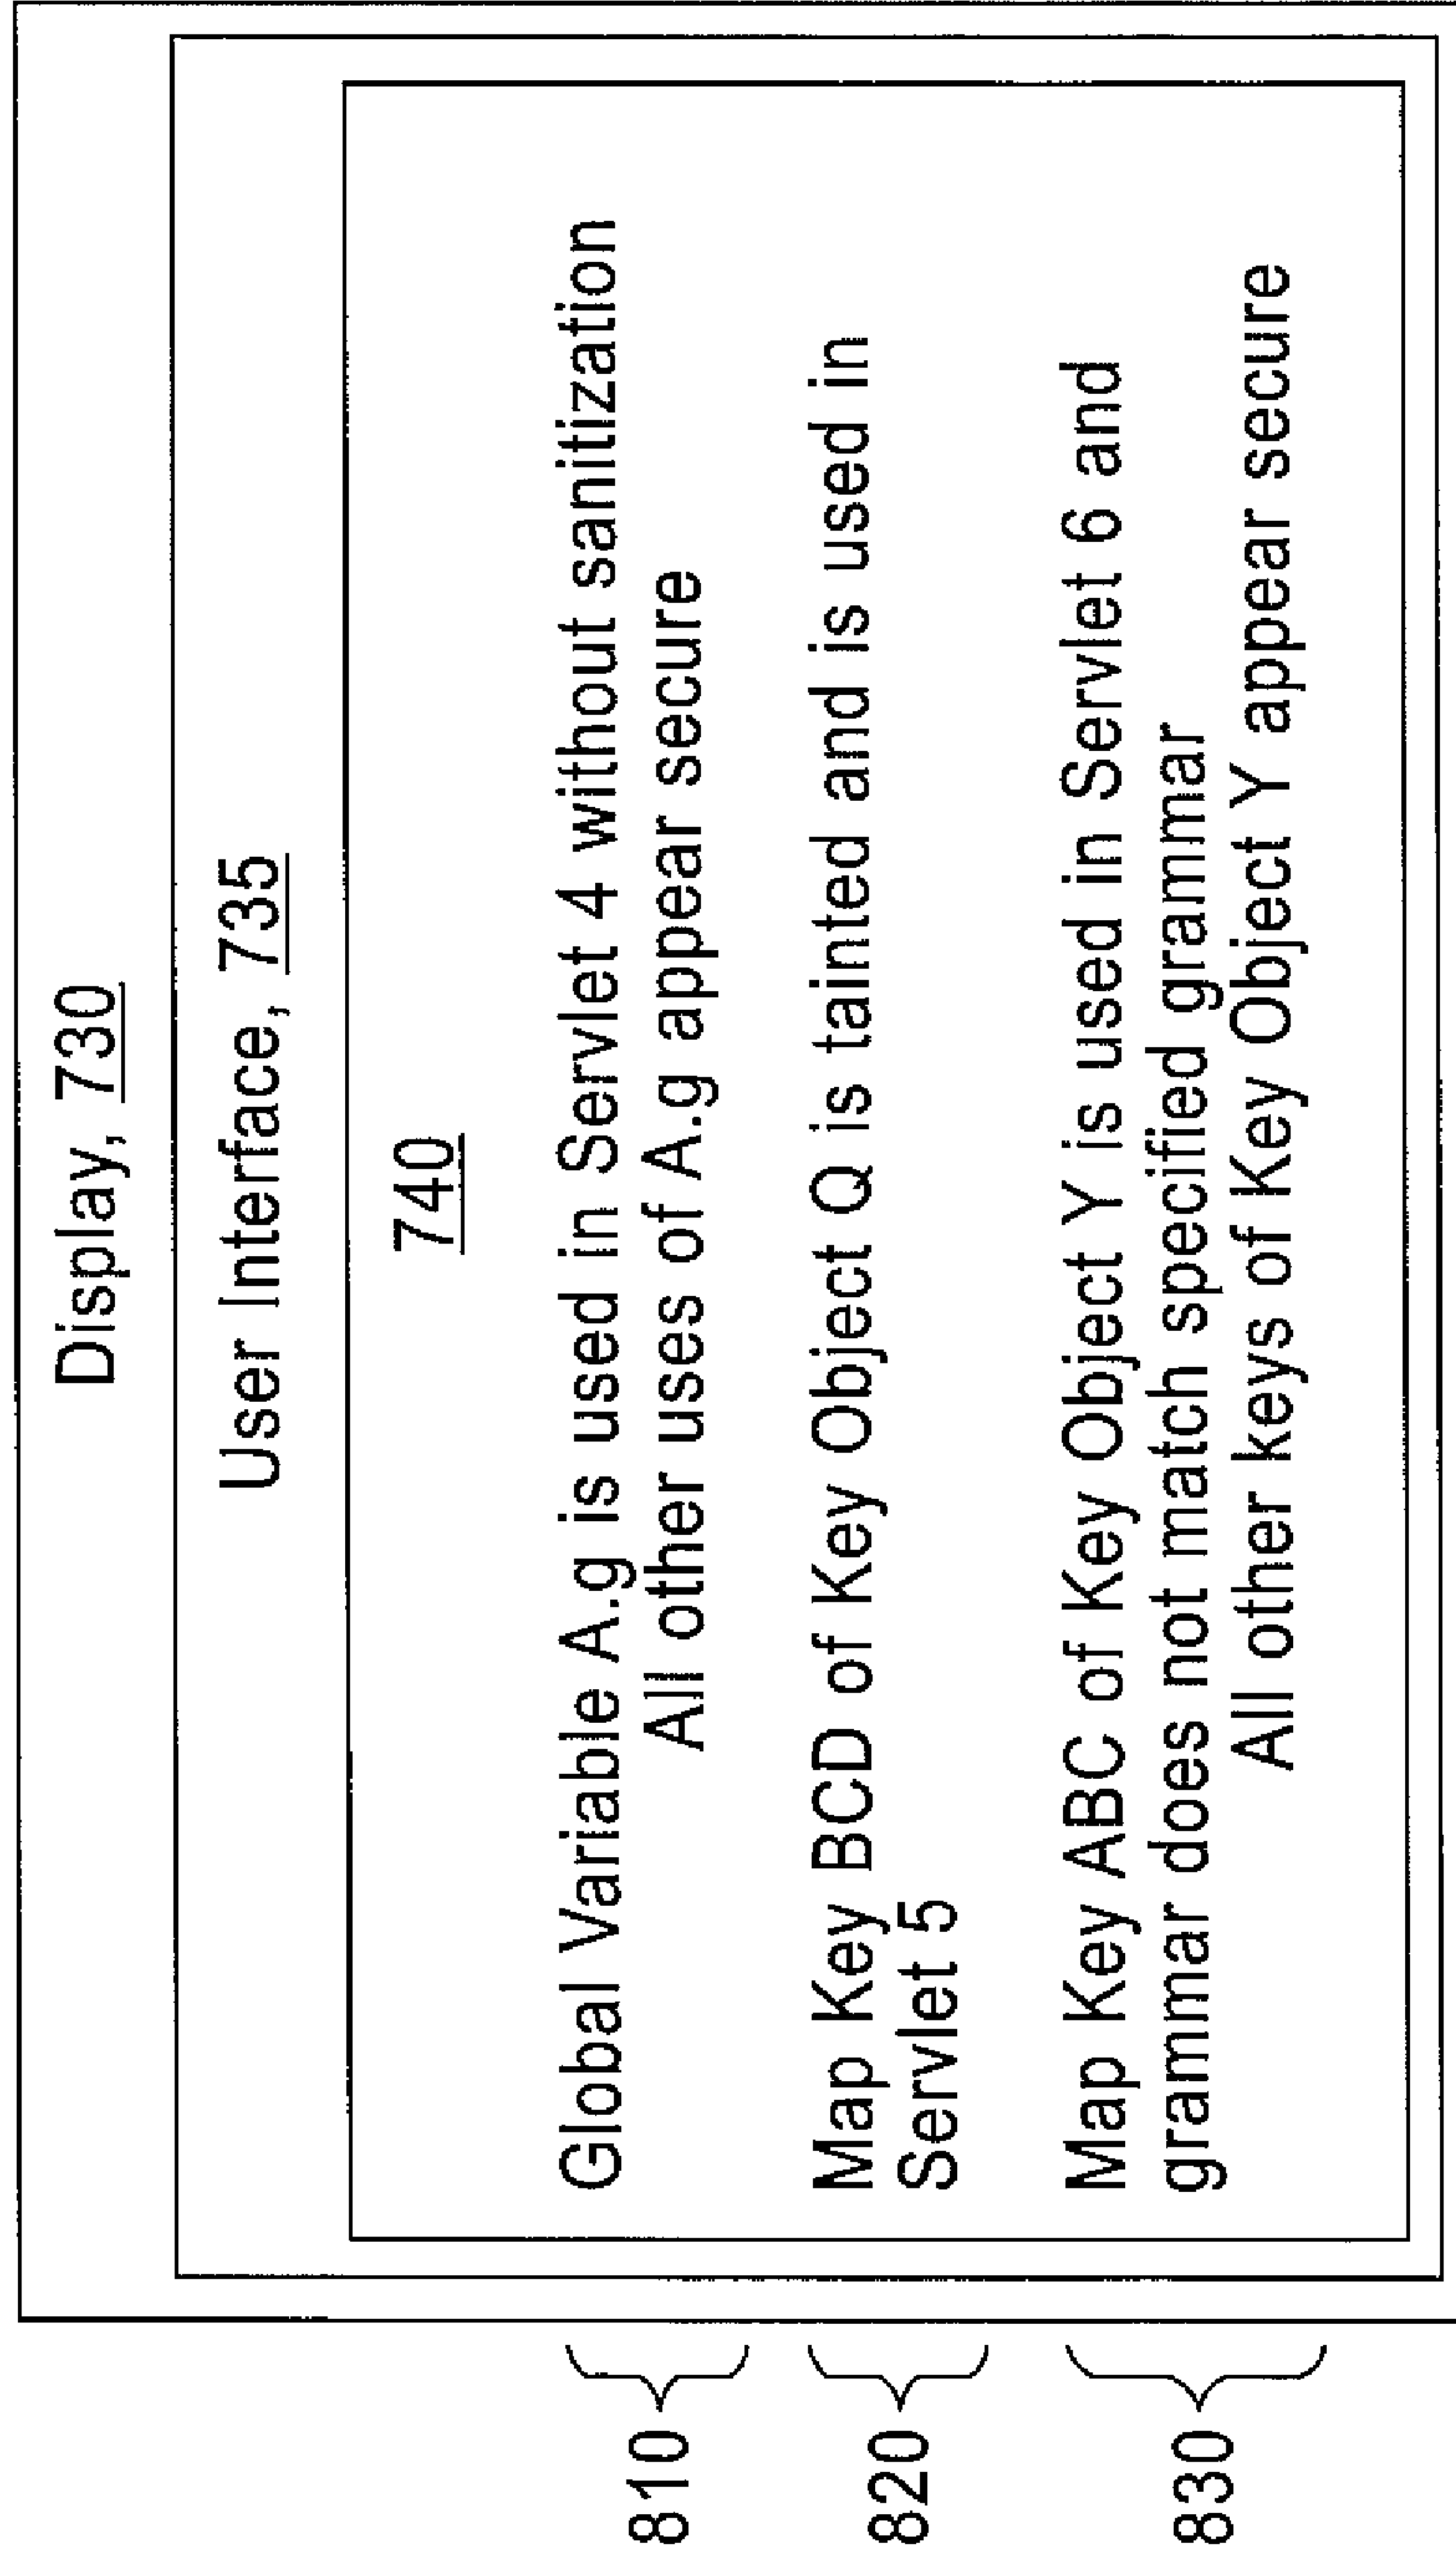 Display, 730
User Interface, 735
740
810
Global Variable A.g is used in Servlet 4 without sanitization
All other uses of A.g appear secure
820
Map Key BCD of Key Object Q is tainted and is used in
Servlet 5
830
Map Key ABC of Key Object Y is used in Servlet 6 and
grammar does not match specified grammar
All other keys of Key Object Y appear secure